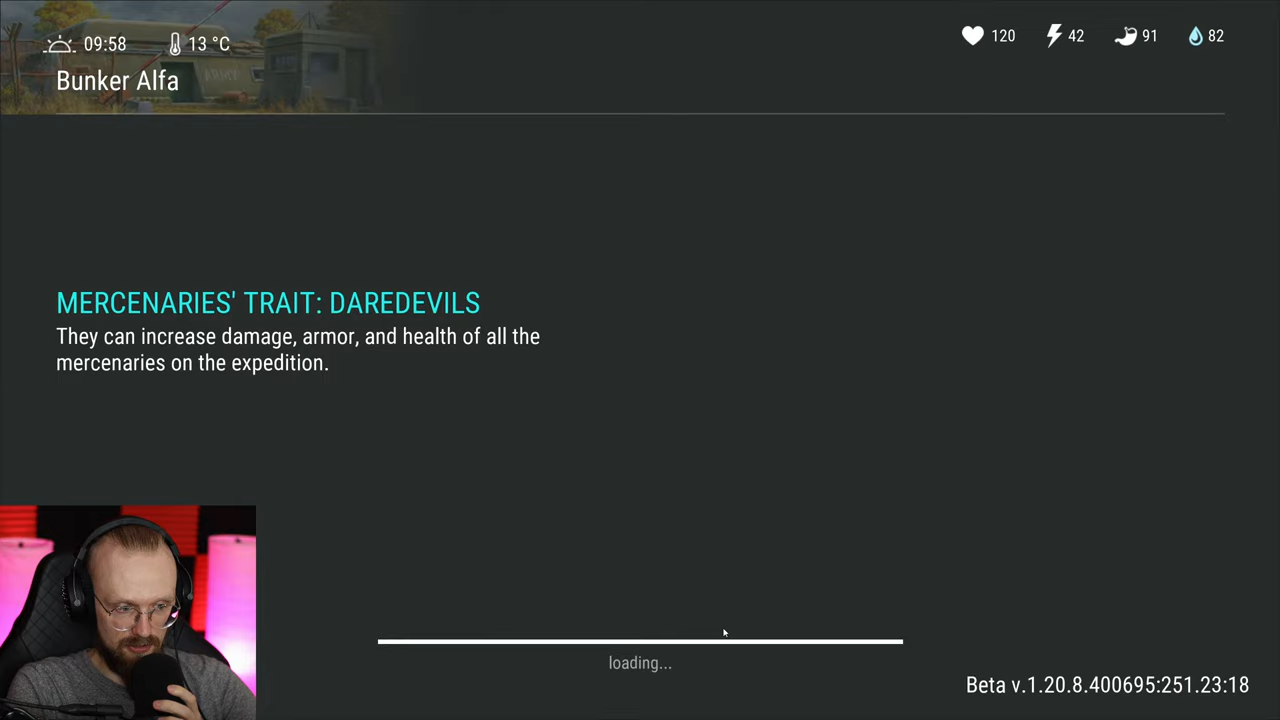 09:58 13 °C 120 42 91 82
Bunker Alfa
MERCENARIES' TRAIT: DAREDEVILS
They can increase damage, armor, and health of all the
mercenaries on the expedition.
loading...
Beta v.1.20.8.400695:251.23:18